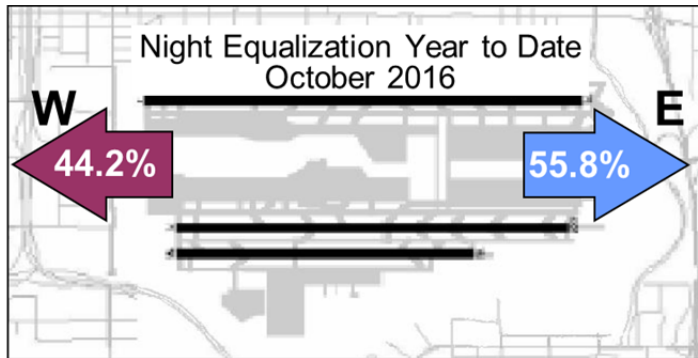 Night Equalization Year to Date
October 2016
W
E
44.2%
55.8%